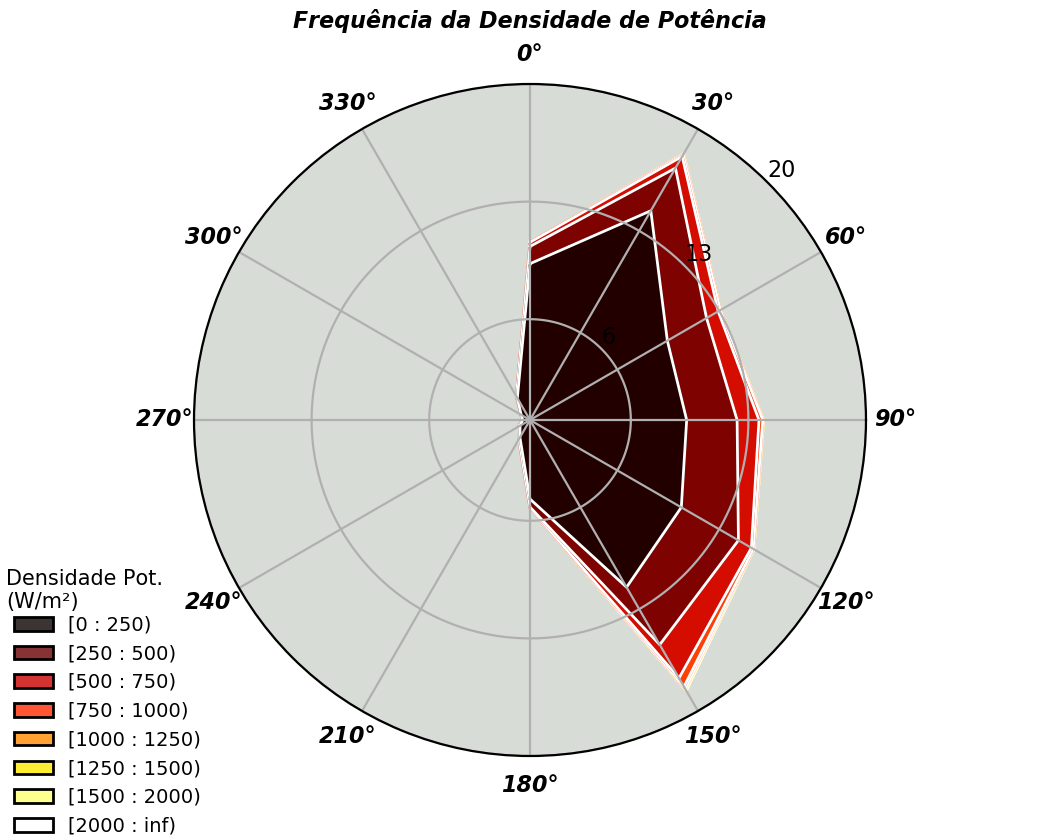 Frequência da Densidade de Potência
0°
330°
30°
20
300°
60°
13
6
270°
90°
240°
120°
210°
150°
180°
Densidade Pot.
(W/m²)
[0 : 250)
[250 : 500)
[500 : 750)
[750 : 1000)
[1000 : 1250)
[1250 : 1500)
[1500 : 2000)
[2000 : inf)